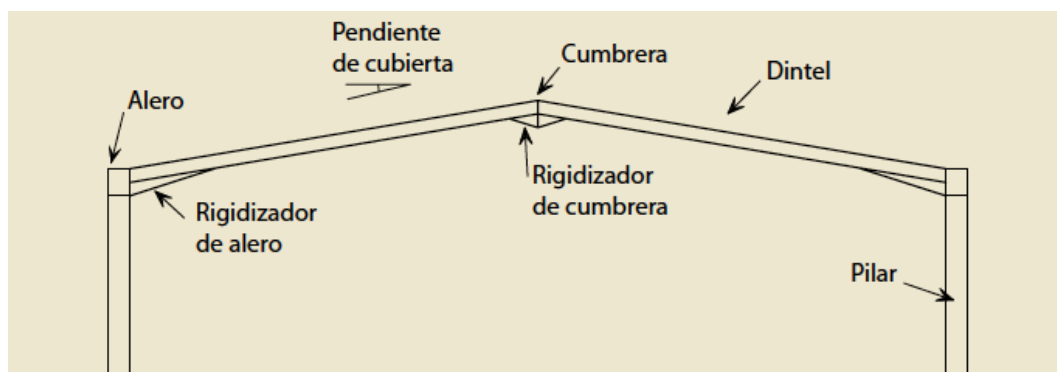 Pendiente
de cubierta
Cumbrera
Dintel
Alero
Rigidizador
de alero
Rigidizador
de cumbrera
Pilar